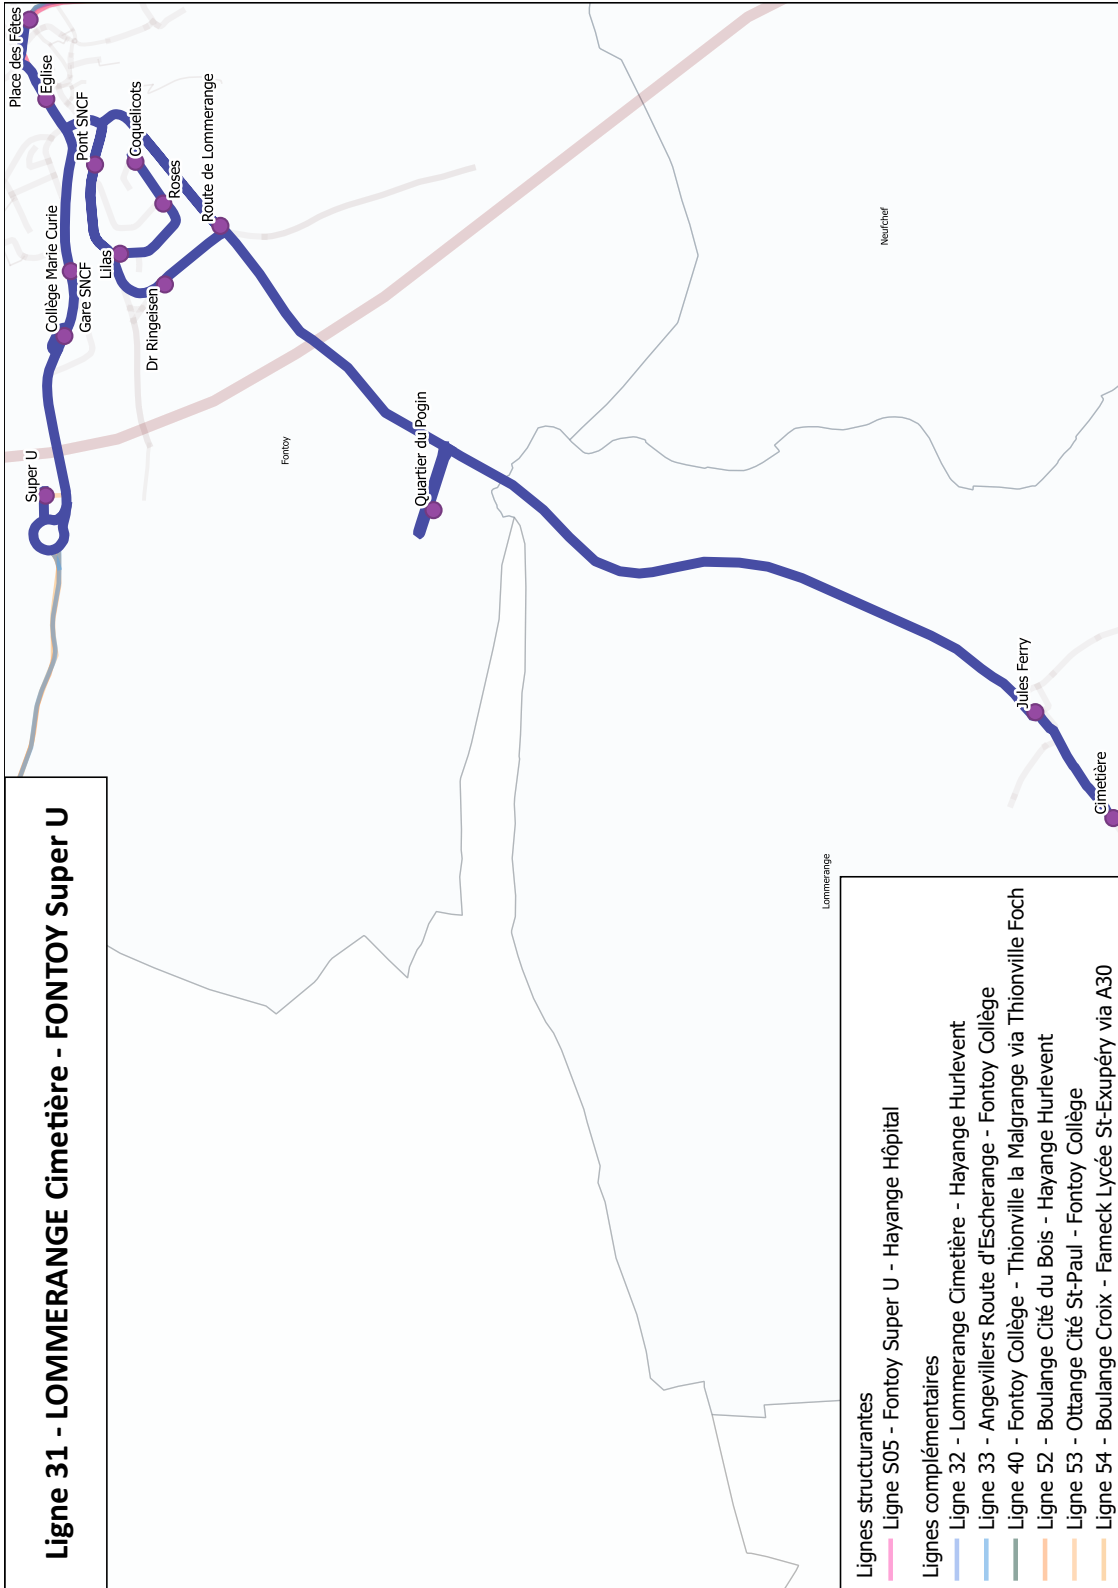 Ligne 31 - LOMMERANGE Cimetière - FONTOY Super U
Place des Fêtes
Eglise
Pont SNCF
Coquelicots
Roses
Route de Lommerange
Collège Marie Curie
Gare SNCF
Lilas
Dr Ringeisen
Super U
Fontoy
Quartier du Pogin
Neufchef
Jules Ferry
Cimetière
Lommerange
Lignes structurantes
Ligne S05 - Fontoy Super U - Hayange Hôpital
Lignes complémentaires
Ligne 32 - Lommerange Cimetière - Hayange Hurlevent
Ligne 33 - Angevillers Route d'Escherange - Fontoy Collège
Ligne 40 - Fontoy Collège - Thionville la Malgrange via Thionville Foch
Ligne 52 - Boulange Cité du Bois - Hayange Hurlevent
Ligne 53 - Ottange Cité St-Paul - Fontoy Collège
Ligne 54 - Boulange Croix - Fameck Lycée St-Exupéry via A30